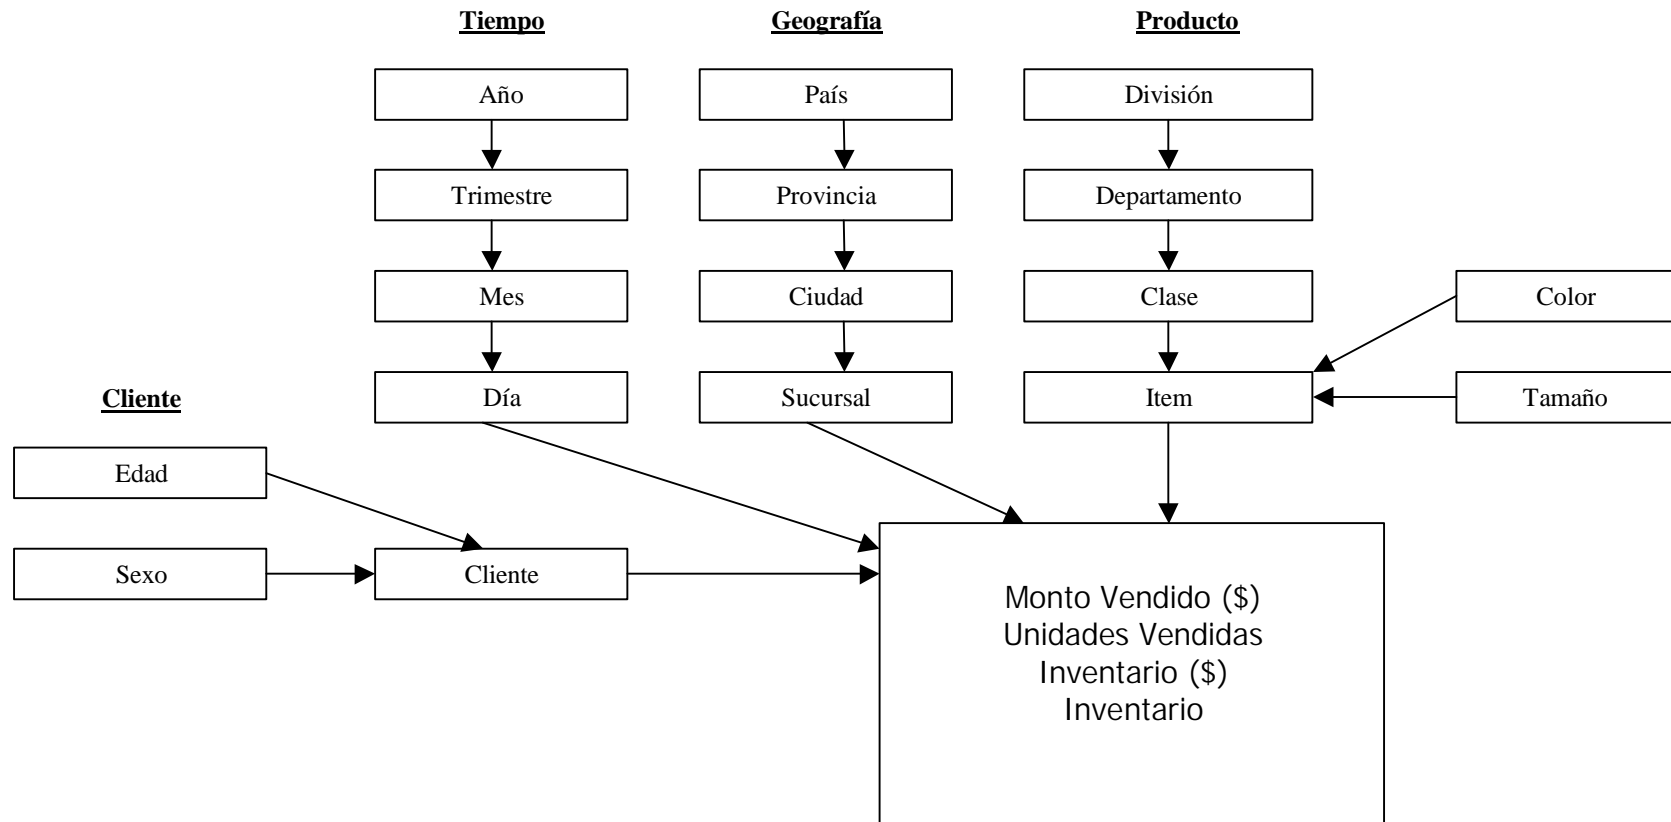 Tiempo
Geografía
Producto
Año
País
División
Trimestre
Provincia
Departamento
Mes
Ciudad
Clase
Color
Cliente
Día
Sucursal
Item
Tamaño
Edad
Sexo
Cliente
Monto Vendido ($)
Unidades Vendidas
Inventario ($)
Inventario